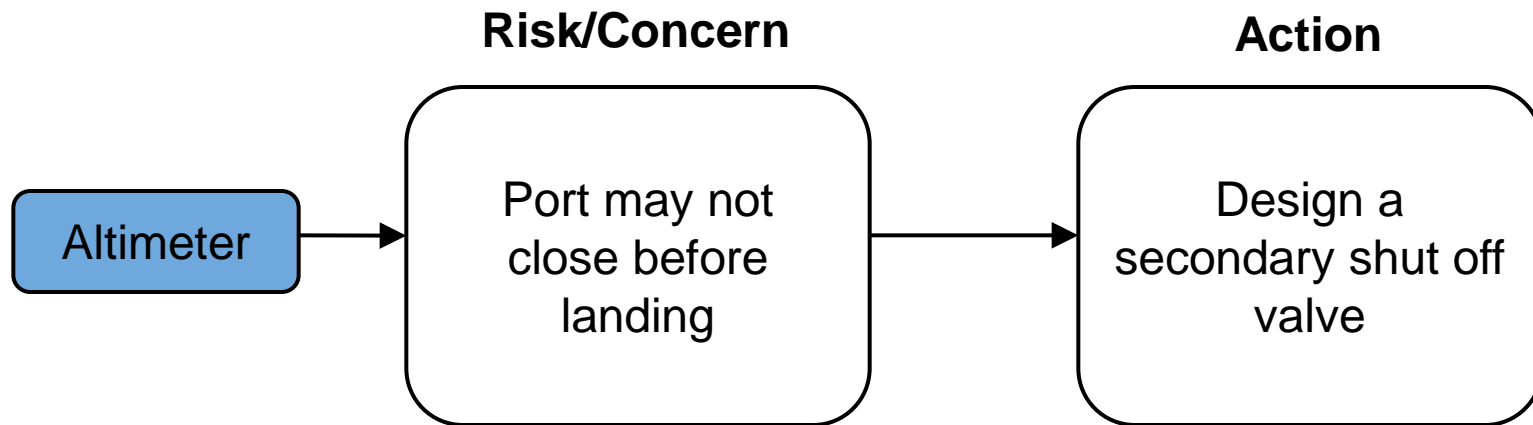 Risk/Concern
Action
Altimeter
Port may not
close before
landing
Design a
secondary shut off
valve